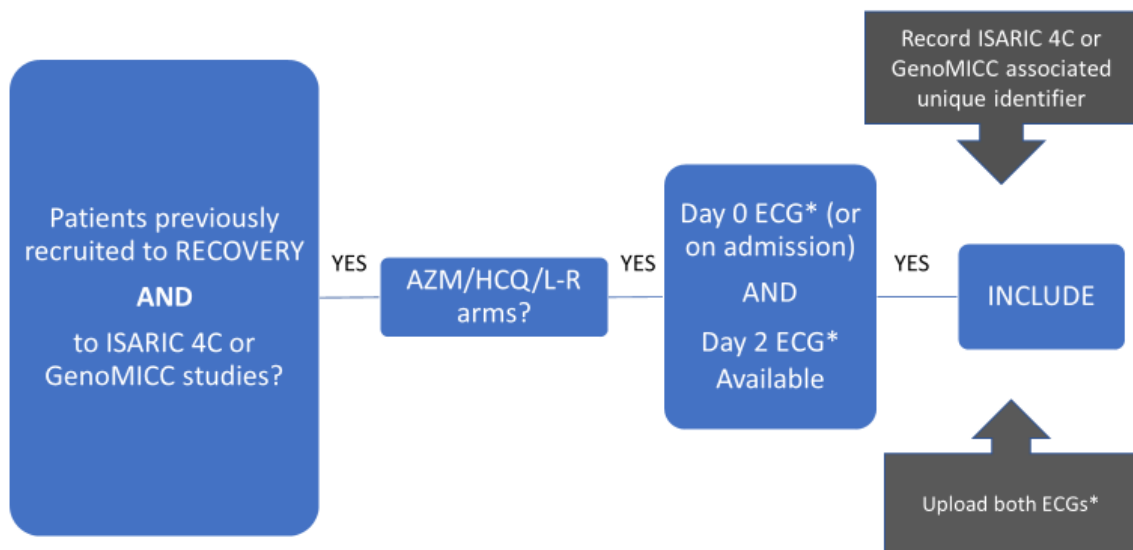 Patients previously
recruited to RECOVERY
AND
to ISARIC 4C or
GenoMICC studies?
YES
AZM/HCQ/L-R
arms?
YES
Day 0 ECG* (or
on admission)
AND
Day 2 ECG*
Available
YES
Record ISARIC 4C or
GenoMICC associated
unique identifier
INCLUDE
Upload both ECGs*